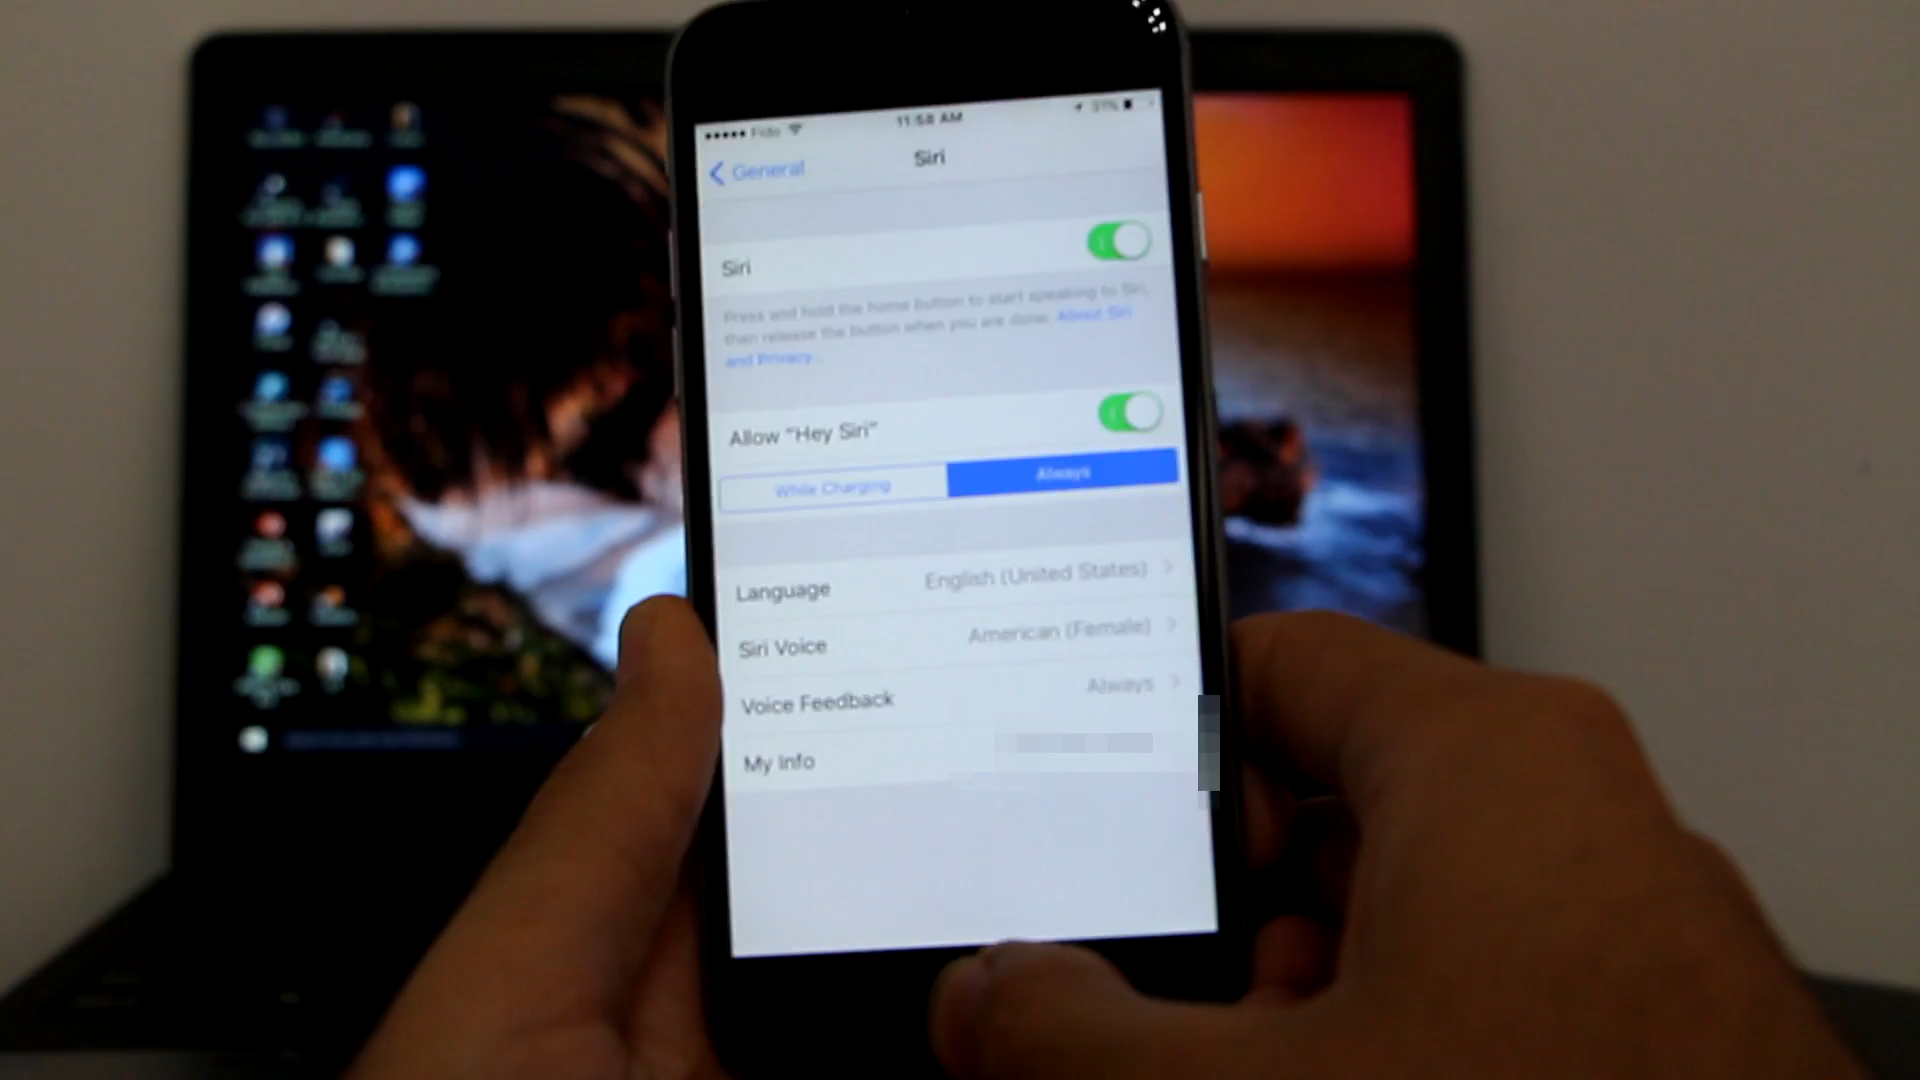 ●●●●● Fido 11:58 AM 31%
General
Siri
Siri
Press and hold the home button to start speaking to Siri,
then release the button when you are done. About Siri
and Privacy...
Allow “Hey Siri”
While Charging Always
Language English (United States)
Siri Voice American (Female)
Voice Feedback Always
My Info